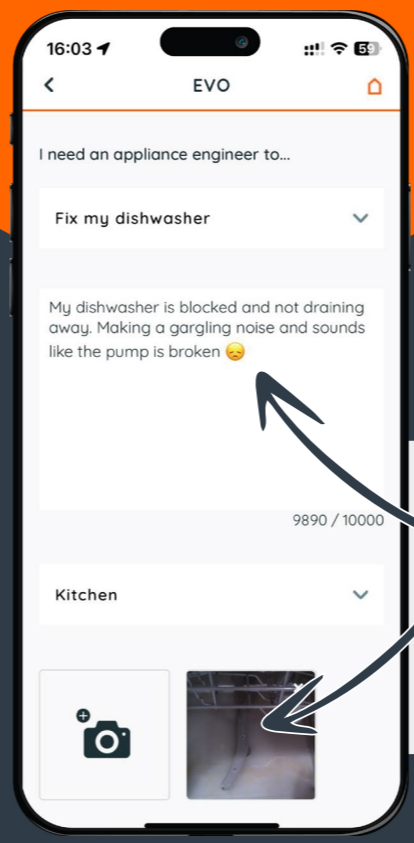 16:03
59
EVO
I need an appliance engineer to...
Fix my dishwasher
My dishwasher is blocked and not draining
away. Making a gargling noise and sounds
like the pump is broken 😞
9890 / 10000
Kitchen